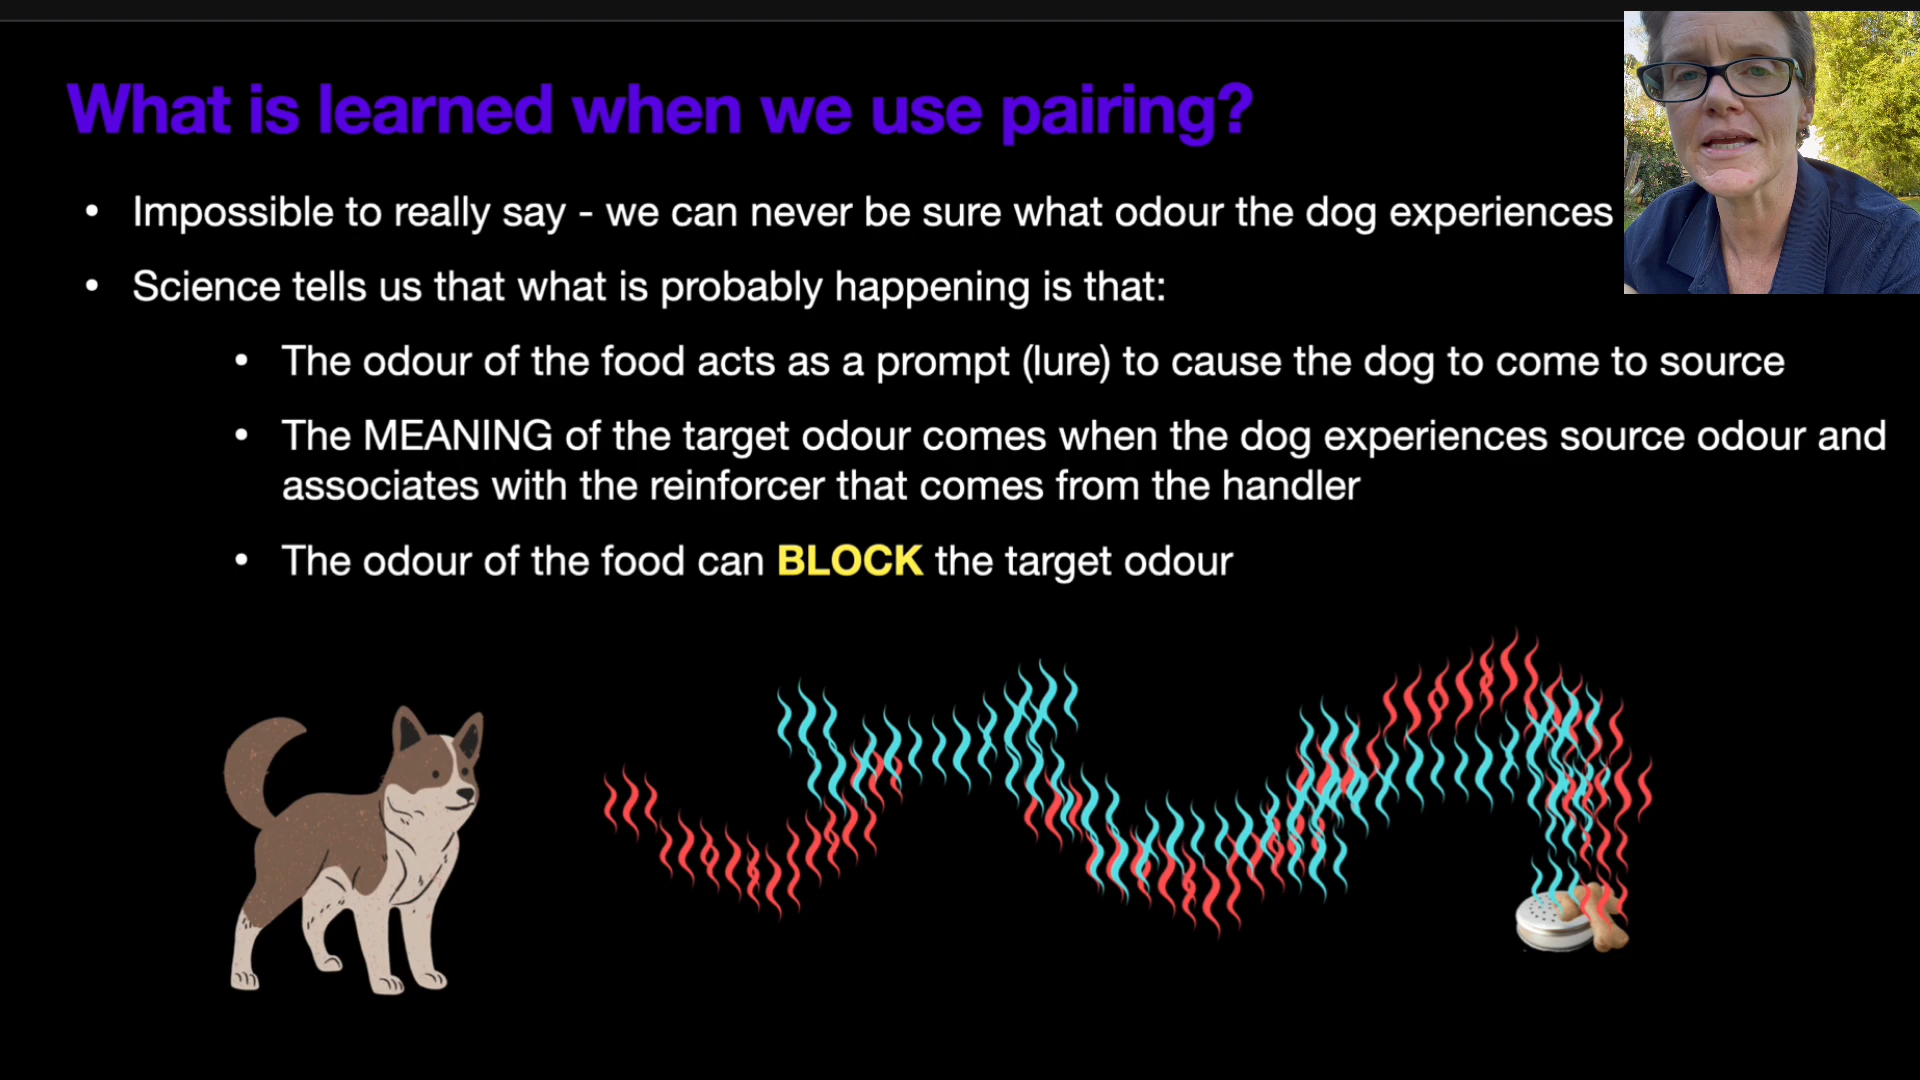 What is learned when we use pairing?
• Impossible to really say - we can never be sure what odour the dog experiences
• Science tells us that what is probably happening is that:
• The odour of the food acts as a prompt (lure) to cause the dog to come to source
• The MEANING of the target odour comes when the dog experiences source odour and
associates with the reinforcer that comes from the handler
• The odour of the food can BLOCK the target odour